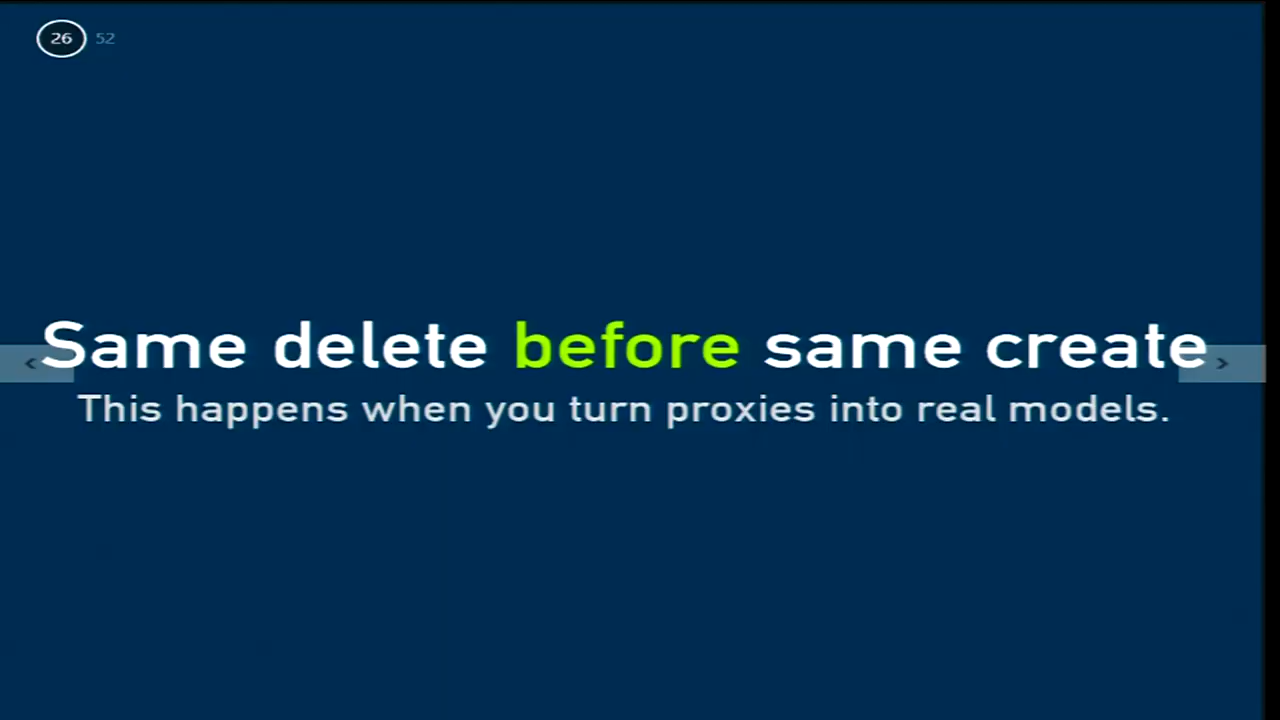 26 52
Same delete before same create
< >
This happens when you turn proxies into real models.